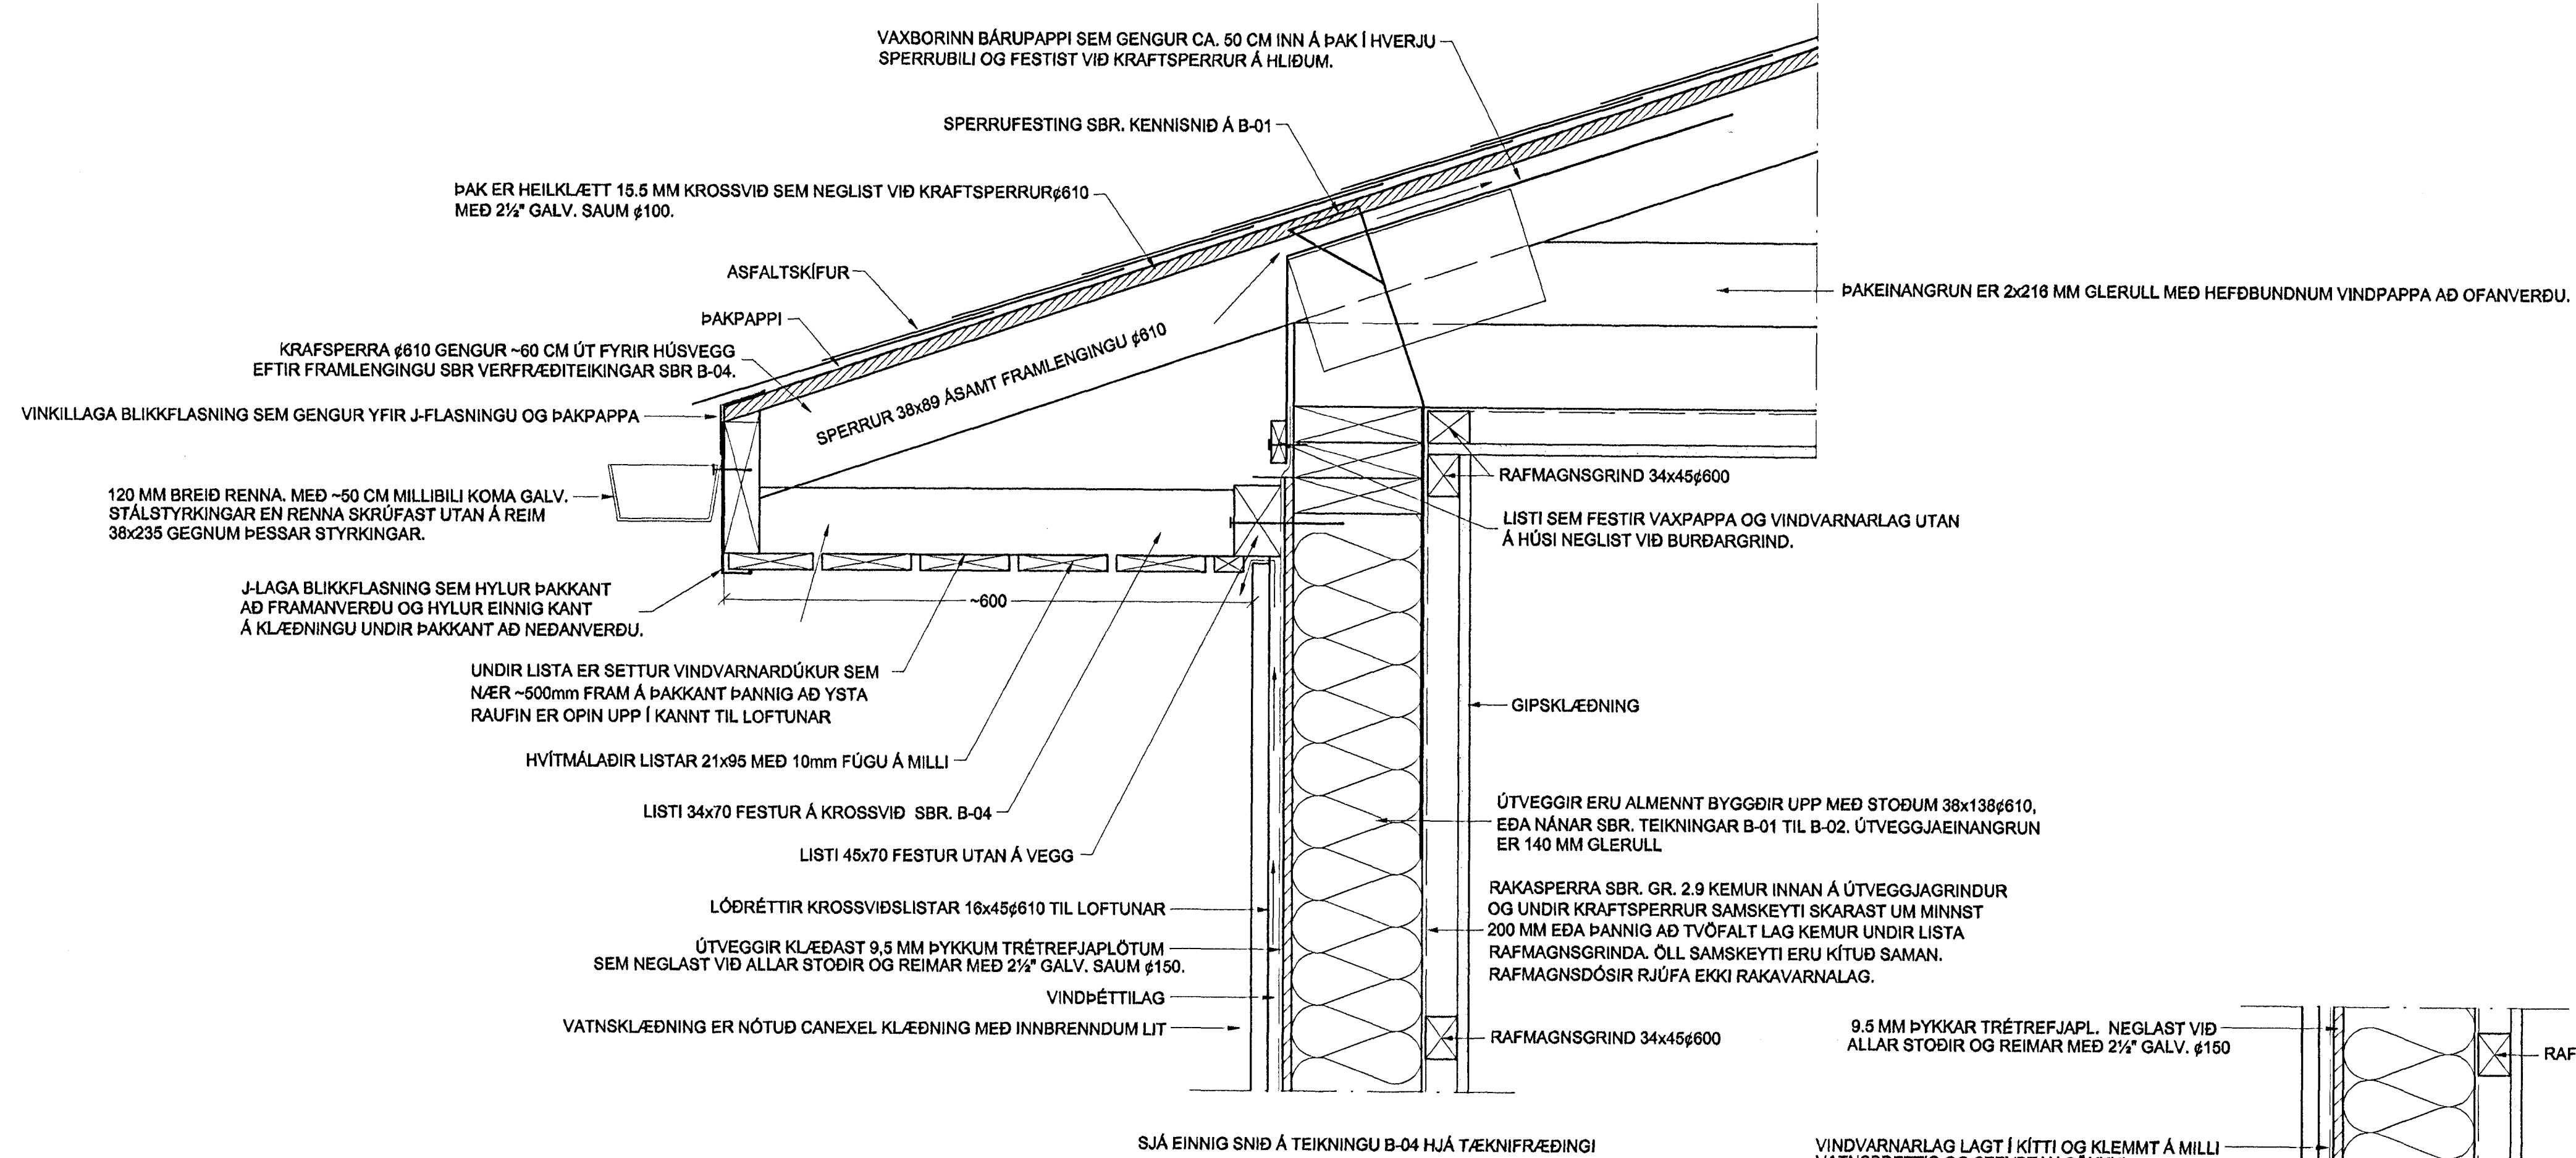 VAXBORINN BÁRUPAPPI SEM GENGUR CA. 50 CM INN Á ÞAK Í HVERJU
SPERRUBILI OG FESTIST VIÐ KRAFTSPERRUR Á HLIÐUM.
SPERRUFESTING SBR. KENNISNIÐ Á B-01
ÞAK ER HEILKLÆTT 15.5 MM KROSSVIÐ SEM NEGLIST VIÐ KRAFTSPERRUR¢610
MEÐ 2½" GALV. SAUM ¢100.
ASFALTSKÍFUR
ÞAKPAPPI
KRAFSPERRA ¢610 GENGUR ~60 CM ÚT FYRIR HÚSVEGG
EFTIR FRAMLENGINGU SBR VERFRÆÐITEIKINGAR SBR B-04.
VINKILLAGA BLIKKFLASNING SEM GENGUR YFIR J-FLASNINGU OG ÞAKPAPPA
SPERRUR 38x89 ÁSAMT FRAMLENGINGU ¢610
ÞAKEINANGRUN ER 2x216 MM GLERULL MEÐ HEFÐBUNDNUM VINDPAPPA AÐ OFANVERÐU.
120 MM BREIÐ RENNA. MEÐ ~50 CM MILLIBILI KOMA GALV.
STÁLSTYRKINGAR EN RENNA SKRÚFAST UTAN Á REIM
38x235 GEGNUM ÞESSAR STYRKINGAR.
RAFMAGNSGRIND 34x45¢600
LISTI SEM FESTIR VAXPAPPA OG VINDVARNARLAG UTAN
Á HÚSI NEGLIST VIÐ BURÐARGRIND.
J-LAGA BLIKKFLASNING SEM HYLUR ÞAKKANT
AÐ FRAMANVERÐU OG HYLUR EINNIG KANT
Á KLÆÐNINGU UNDIR ÞAKKANT AÐ NEÐANVERÐU.
~600
UNDIR LISTA ER SETTUR VINDVARNARDÚKUR SEM
NÆR ~500mm FRAM Á ÞAKKANT ÞANNIG AÐ YSTA
RAUFIN ER OPIN UPP Í KANNT TIL LOFTUNAR
GIPSKLÆÐNING
HVÍTMÁLAÐIR LISTAR 21x95 MEÐ 10mm FÚGU Á MILLI
LISTI 34x70 FESTUR Á KROSSVIÐ SBR. B-04
LISTI 45x70 FESTUR UTAN Á VEGG
ÚTVEGGIR ERU ALMENNT BYGGÐIR UPP MEÐ STOÐUM 38x138¢610,
EÐA NÁNAR SBR. TEIKNINGAR B-01 TIL B-02. ÚTVEGGJAEINANGRUN
ER 140 MM GLERULL
LÓÐRÉTTIR KROSSVIÐSLISTAR 16x45¢610 TIL LOFTUNAR
ÚTVEGGIR KLÆÐAST 9,5 MM ÞYKKUM TRÉTREFJAPLÖTUM
SEM NEGLAST VIÐ ALLAR STOÐIR OG REIMAR MEÐ 2½" GALV. SAUM ¢150.
VINDÞÉTTILAG
VATNSKLÆÐNING ER NÓTUÐ CANEXEL KLÆÐNING MEÐ INNBRENNDUM LIT
RAKASPERRA SBR. GR. 2.9 KEMUR INNAN Á ÚTVEGGJAGRINDUR
OG UNDIR KRAFTSPERRUR SAMSKEYTI SKARAST UM MINNST
200 MM EÐA ÞANNIG AÐ TVÖFALT LAG KEMUR UNDIR LISTA
RAFMAGNSGRINDA. ÖLL SAMSKEYTI ERU KÍTUÐ SAMAN.
RAFMAGNSDÓSIR RJÚFA EKKI RAKAVARNALAG.
RAFMAGNSGRIND 34x45¢600
9.5 MM ÞYKKAR TRÉTREFJAPL. NEGLAST VIÐ
ALLAR STOÐIR OG REIMAR MEÐ 2½" GALV. ¢150
RAF
SJÁ EINNIG SNIÐ Á TEIKNINGU B-04 HJÁ TÆKNIFRÆÐINGI
VINDVARNARLAG LAGT Í KÍTTI OG KLEMMT Á MILLI